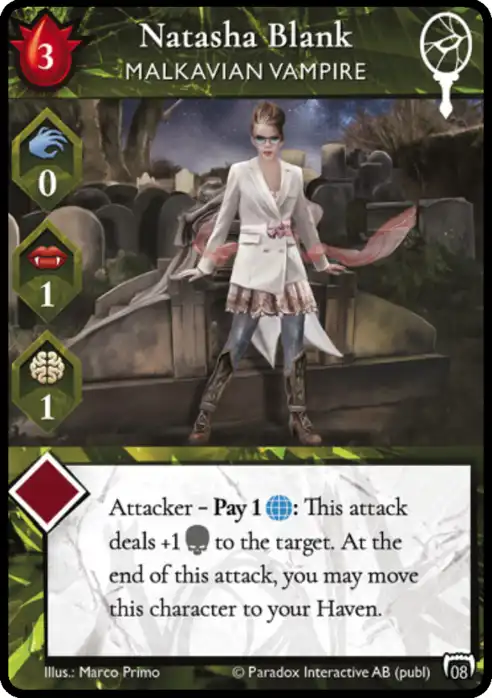 3
Natasha Blank
MALKAVIAN VAMPIRE
0
1
1
Attacker – Pay 1 : This attack
deals +1 to the target. At the
end of this attack, you may move
this character to your Haven.
Illus.: Marco Primo
© Paradox Interactive AB (publ)
08